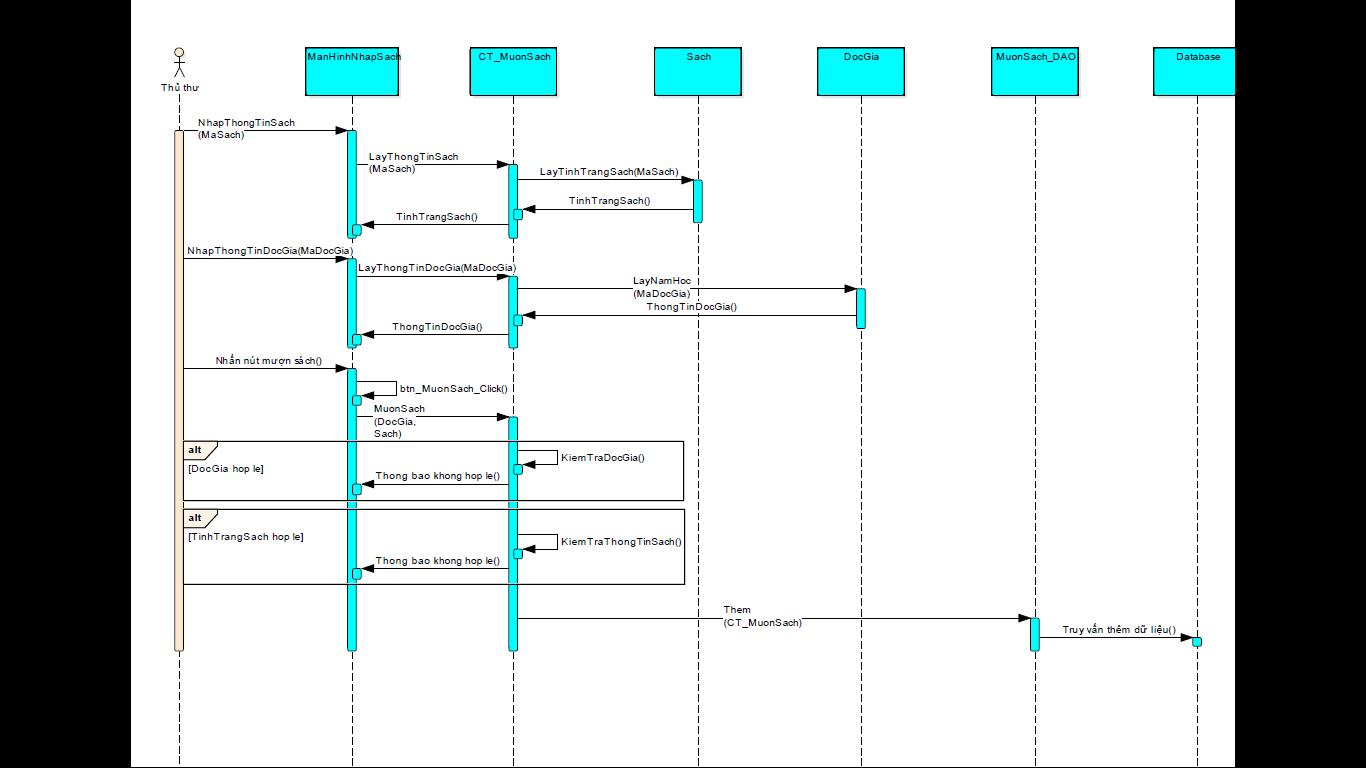 ManHinhNhapSach
CT_MuonSach
Sach
DocGia
MuonSach_DAO
Database
Thủ thư
NhapThongTinSach
(MaSach)
LayThongTinSach
(MaSach)
LayTinhTrangSach(MaSach)
TinhTrangSach()
TinhTrangSach()
NhapThongTinDocGia(MaDocGia)
LayThongTinDocGia(MaDocGia)
LayNamHoc
(MaDocGia)
ThongTinDocGia()
ThongTinDocGia()
Nhấn nút mượn sách()
btn_MuonSach_Click()
MuonSach
(DocGia,
Sach)
alt
[DocGia hop le]
KiemTraDocGia()
Thong bao khong hop le()
alt
[TinhTrangSach hop le]
KiemTraThongTinSach()
Thong bao khong hop le()
Them
(CT_MuonSach)
Truy vấn thêm dữ liệu()